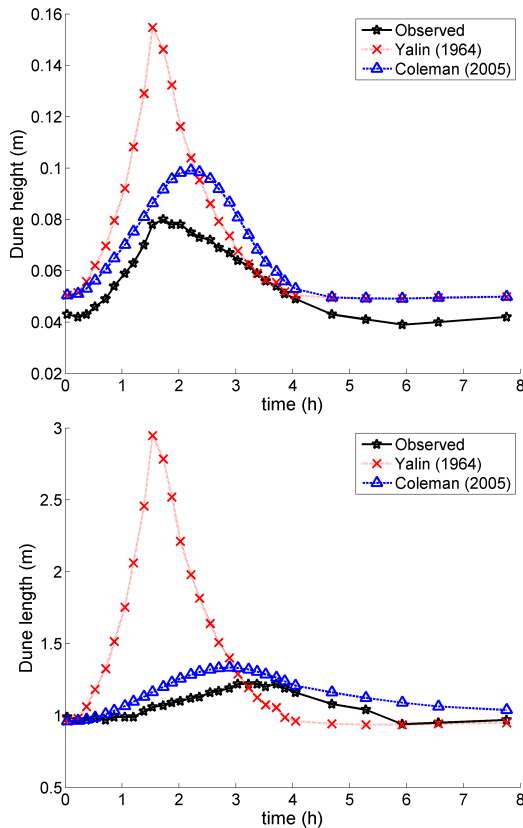 0.16
0.14
0.12
0.1
0.08
0.06
0.04
0.02
Dune height (m)
Observed
Yalin (1964)
Coleman (2005)
0 1 2 3 4 5 6 7 8
time (h)
3
2.5
2
1.5
1
0.5
Dune length (m)
Observed
Yalin (1964)
Coleman (2005)
0 1 2 3 4 5 6 7 8
time (h)